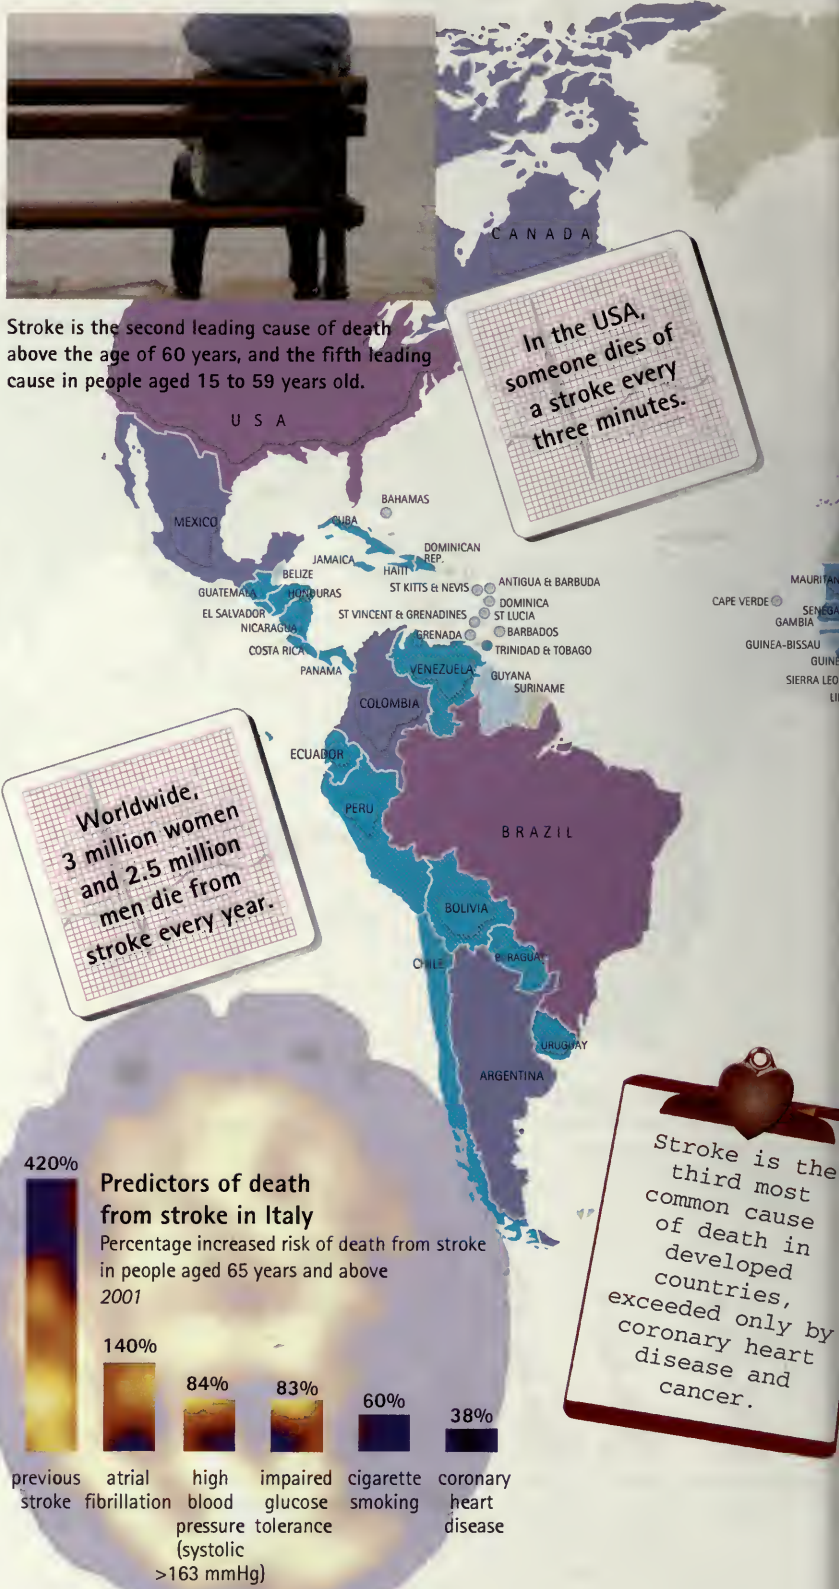 CANADA
Stroke is the second leading cause of death
above the age of 60 years, and the fifth leading
cause in people aged 15 to 59 years old.
In the USA,
someone dies of
a stroke every
three minutes.
USA
MEXICO
BAHAMAS
CUBA
DOMINICAN
REP.
JAMAICA
HAITI
BELIZE
ST KITTS & NEVIS
ANTIGUA & BARBUDA
GUATEMALA
HONDURAS
DOMINICA
EL SALVADOR
ST VINCENT & GRENADINES
ST LUCIA
NICARAGUA
GRENADA
BARBADOS
COSTA RICA
TRINIDAD & TOBAGO
PANAMA
VENEZUELA
GUYANA
SURINAME
COLOMBIA
MAURITAN
CAPE VERDE
SENEGA
GAMBIA
GUINEA-BISSAU
GUINE
SIERRA LEO
LI
ECUADOR
PERU
BRAZIL
Worldwide,
3 million women
and 2.5 million
men die from
stroke every year.
BOLIVIA
CHILE
PARAGUAY
URUGUAY
ARGENTINA
Stroke is the
third most
common cause
of death in
developed
countries,
exceeded only by
coronary heart
disease and
cancer.
Predictors of death
from stroke in Italy
Percentage increased risk of death from stroke
in people aged 65 years and above
2001
420%
140%
84%
83%
60%
38%
previous
stroke
atrial
fibrillation
high
blood
pressure
(systolic
>163 mmHg)
impaired
glucose
tolerance
cigarette
smoking
coronary
heart
disease